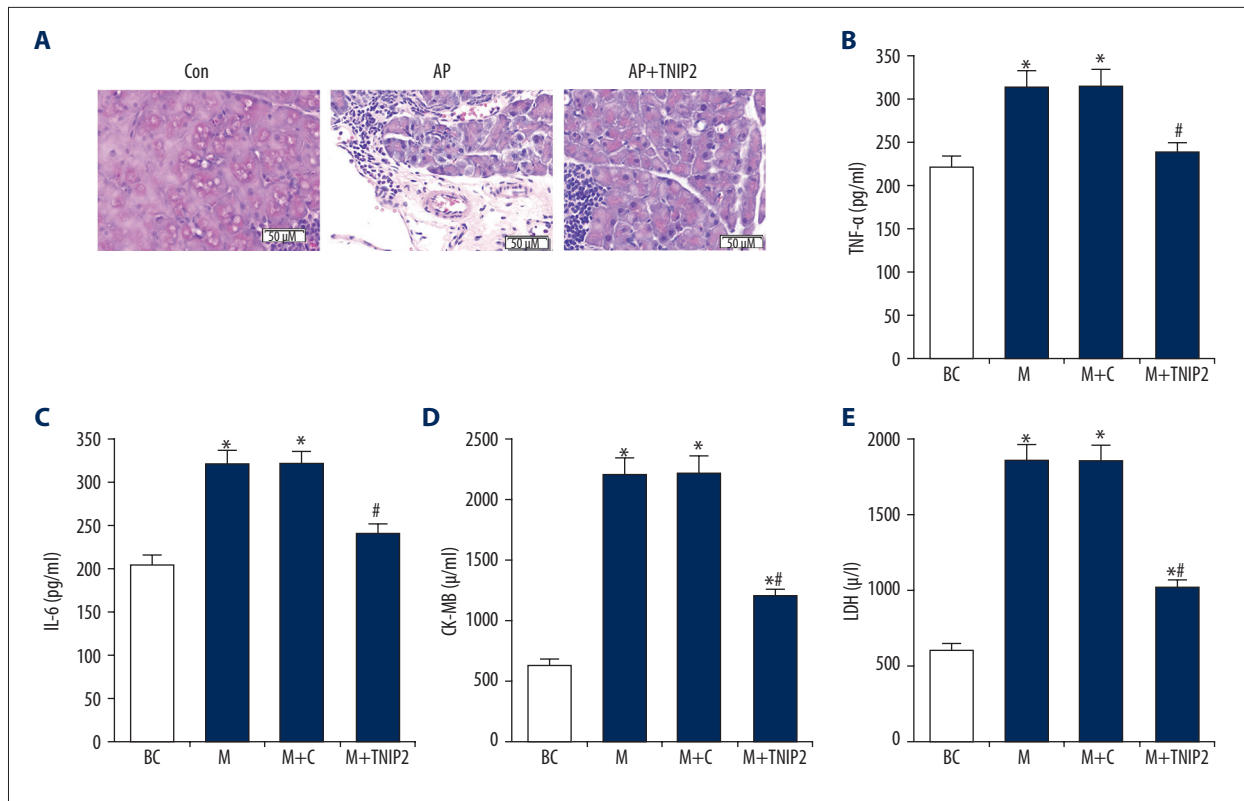 A
Con
AP
AP+TNIP2
50 μM
50 μM
50 μM
B
350
300
250
200
150
100
50
0
TNF-α (pg/ml)
*
*
#
BC
M
M+C
M+TNIP2
C
350
300
250
200
150
300
50
0
IL-6 (pg/ml)
*
*
#
BC
M
M+C
M+TNIP2
D
2500
2000
1500
1000
500
0
CK-MB (μ/ml)
*
*
*#
BC
M
M+C
M+TNIP2
E
2000
1500
1000
500
0
LDH (μ/l)
*
*
*#
BC
M
M+C
M+TNIP2